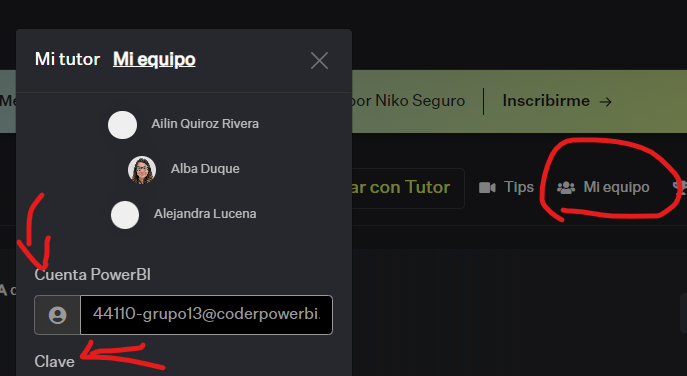 Mi tutor Mi equipo
por Niko Seguro Inscribirme →
Ailin Quiroz Rivera
Alba Duque
Alejandra Lucena
ar con Tutor Tips Mi equipo
Cuenta PowerBI
44110-grupo13@coderpowerbi.
Clave